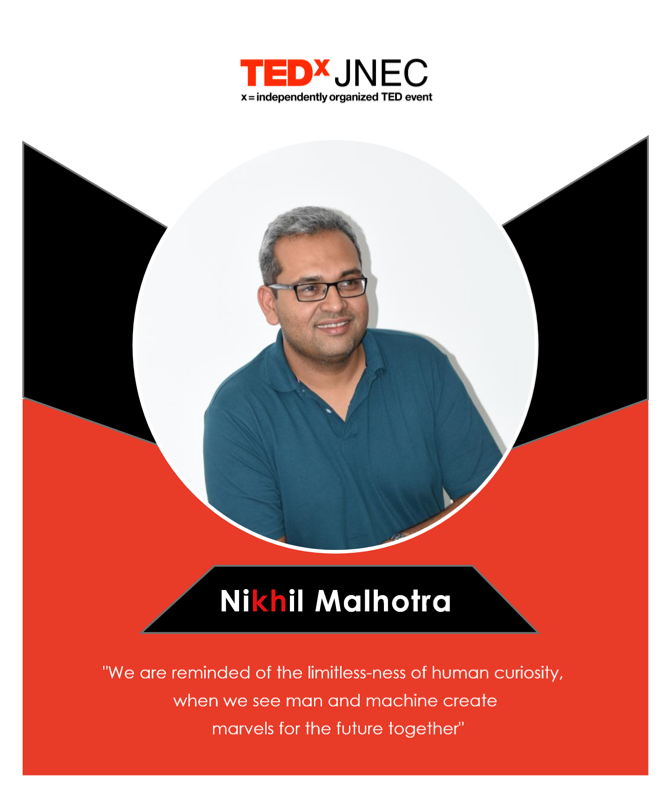 TEDx JNEC
x = independently organized TED event
Nikhil Malhotra
"We are reminded of the limitless-ness of human curiosity,
when we see man and machine create
marvels for the future together"